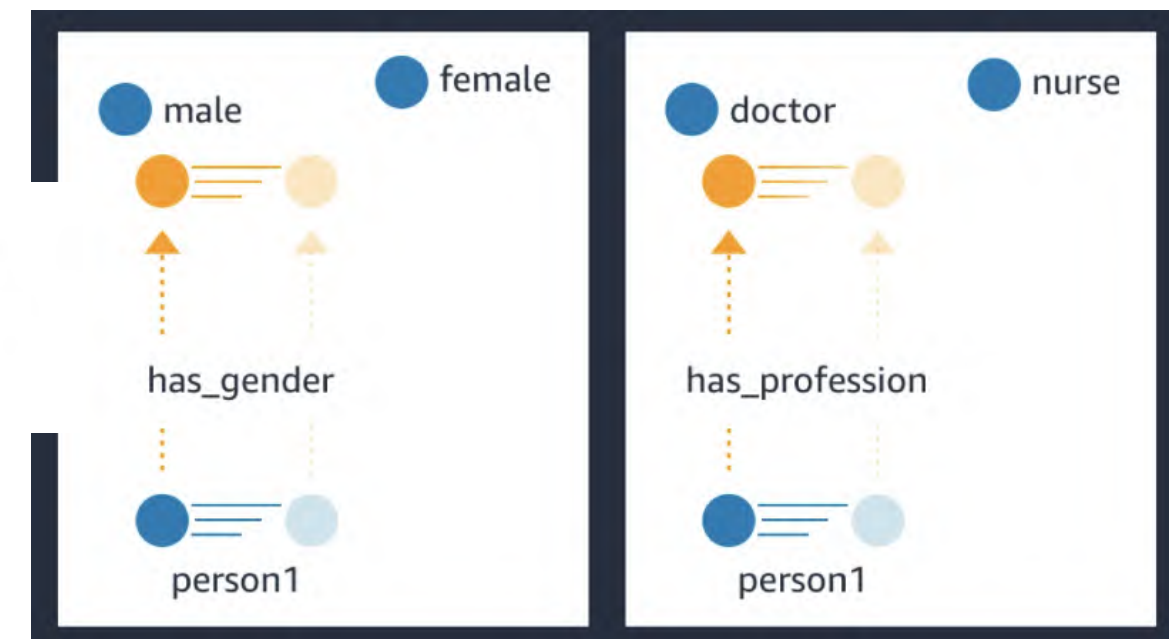 male
female
has_gender
person1
doctor
nurse
has_profession
person1